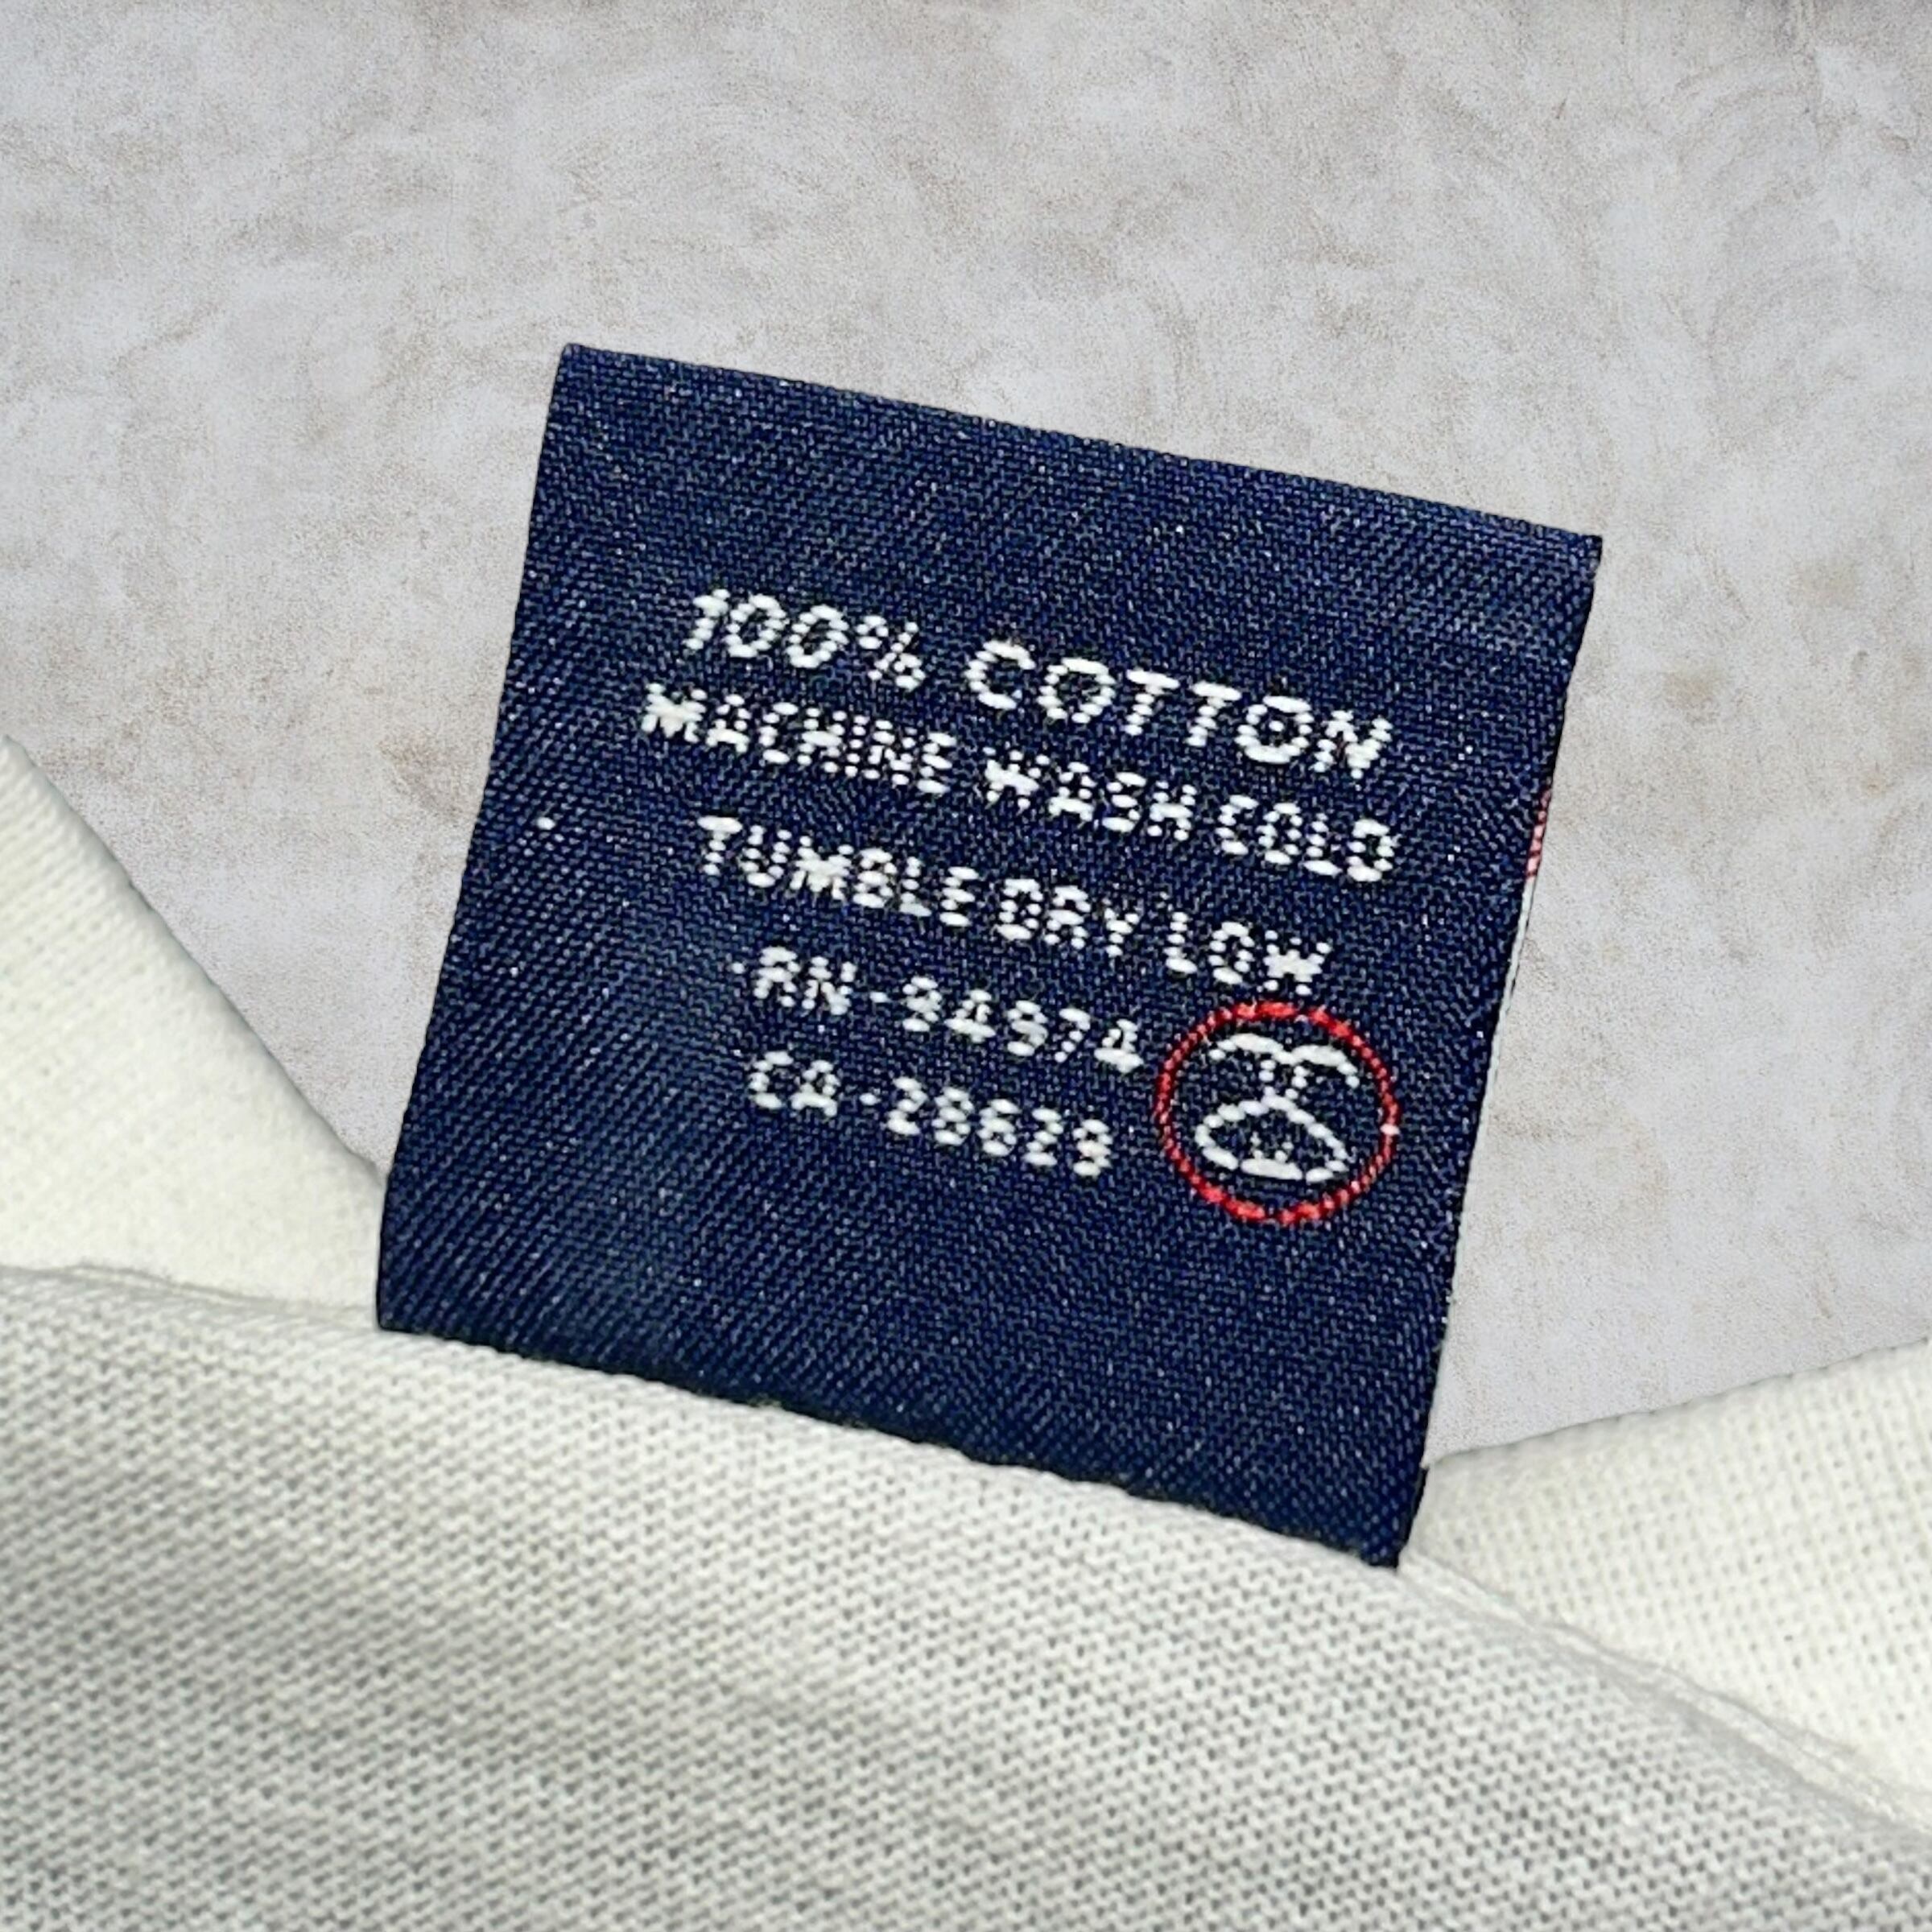 100% COTTON
MACHINE WASH COLD
TUMBLE DRY LOW
RN-94974
CA-28629